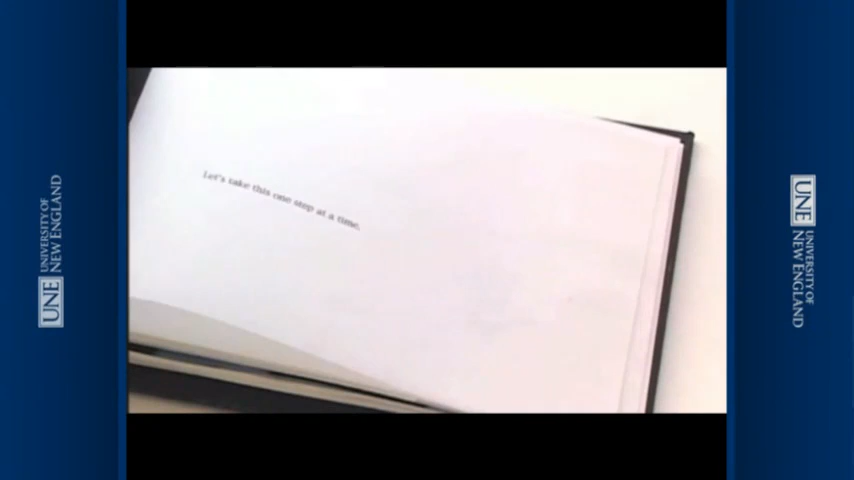 UNE UNIVERSITY OF
NEW ENGLAND
Let's take this one step at a time.
UNE UNIVERSITY OF
NEW ENGLAND